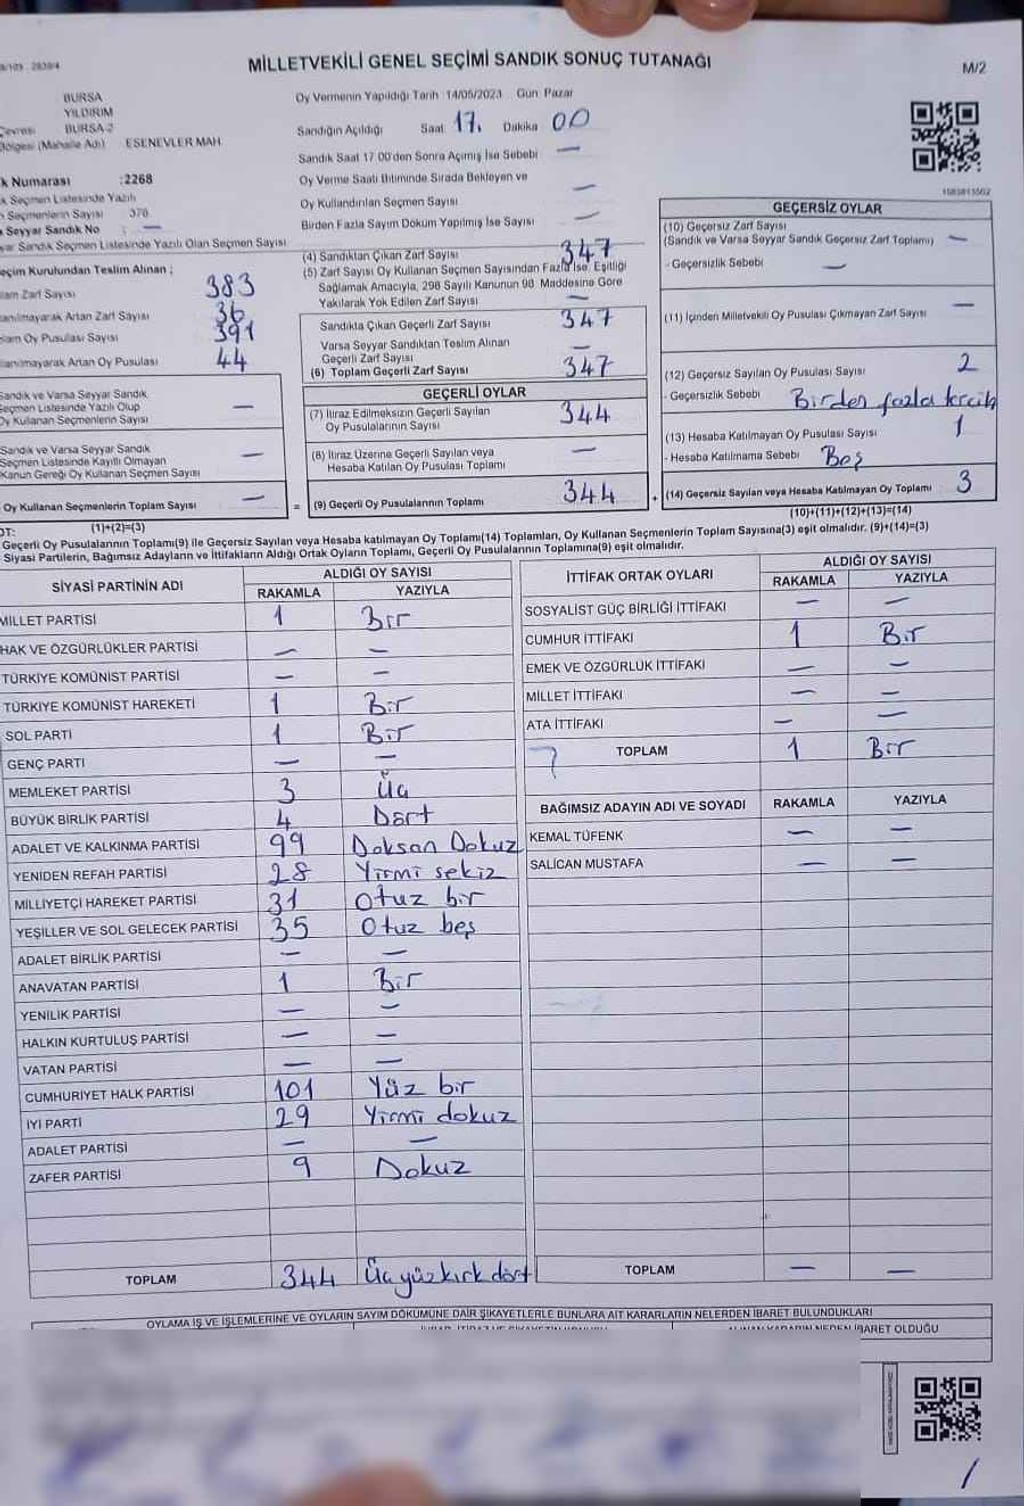 MİLLETVEKİLİ GENEL SEÇİMİ SANDIK SONUÇ TUTANAĞI
M/2
BURSA
YILDIRIM
Çevresi BURSA-2
Bölgesi (Mahalle Adı) ESENEVLER MAH.
k Numarası :2268
k Seçmen Listesinde Yazılı
n Seçmenlerin Sayısı 378
a Seyyar Sandık No : —
yar Sandık Seçmen Listesinde Yazılı Olan Seçmen Sayısı
eçim Kurulundan Teslim Alınan ;
lam Zarf Sayısı 383
anılmayarak Artan Zarf Sayısı 36
lam Oy Pusulası Sayısı 391
anılmayarak Artan Oy Pusulası 44
Sandık ve Varsa Seyyar Sandık
Seçmen Listesinde Yazılı Olup
Oy Kullanan Seçmenlerin Sayısı —
Sandık ve Varsa Seyyar Sandık
Seçmen Listesinde Kayıtlı Olmayan
Kanun Gereği Oy Kullanan Seçmen Sayısı —
Oy Kullanan Seçmenlerin Toplam Sayısı —
(1)+(2)=(3)
Oy Vermenin Yapıldığı Tarih 14/05/2023 Gün: Pazar
Sandığın Açıldığı Saat 17. Dakika 00
Sandık Saat 17 00'den Sonra Açımış İse Sebebi —
Oy Verme Saati Bitiminde Sırada Bekleyen ve
Oy Kullandırılan Seçmen Sayısı —
Birden Fazla Sayım Döküm Yapılmış İse Sayısı —
(4) Sandıktan Çıkan Zarf Sayısı 347
(5) Zarf Sayısı Oy Kullanan Seçmen Sayısından Fazla İse, Eşitliği
Sağlamak Amacıyla, 298 Sayılı Kanunun 98. Maddesine Göre
Yakılarak Yok Edilen Zarf Sayısı —
Sandıkta Çıkan Geçerli Zarf Sayısı 347
Varsa Seyyar Sandıktan Teslim Alınan
Geçerli Zarf Sayısı —
(6) Toplam Geçerli Zarf Sayısı 347
GEÇERLİ OYLAR
(7) İtiraz Edilmeksizin Geçerli Sayılan
Oy Pusulalarının Sayısı 344
(8) İtiraz Üzerine Geçerli Sayılan veya
Hesaba Katılan Oy Pusulası Toplamı —
= (9) Geçerli Oy Pusulalarının Toplamı 344
GEÇERSİZ OYLAR
(10) Geçersiz Zarf Sayısı
(Sandık ve Varsa Seyyar Sandık Geçersiz Zarf Toplamı) —
- Geçersizlik Sebebi —
(11) İçinden Milletvekili Oy Pusulası Çıkmayan Zarf Sayısı —
(12) Geçersiz Sayılan Oy Pusulası Sayısı 2
- Geçersizlik Sebebi Birden fazla tercih
(13) Hesaba Katılmayan Oy Pusulası Sayısı 1
- Hesaba Katılmama Sebebi Boş
+ (14) Geçersiz Sayılan veya Hesaba Katılmayan Oy Toplamı 3
(10)+(11)+(12)+(13)=(14)
OT:
Geçerli Oy Pusulalarının Toplamı(9) ile Geçersiz Sayılan veya Hesaba katılmayan Oy Toplamı(14) Toplamları, Oy Kullanan Seçmenlerin Toplam Sayısına(3) eşit olmalıdır. (9)+(14)=(3)
Siyasi Partilerin, Bağımsız Adayların ve İttifakların Aldığı Ortak Oyların Toplamı, Geçerli Oy Pusulalarının Toplamına(9) eşit olmalıdır.
SİYASİ PARTİNİN ADI ALDIĞI OY SAYISI
RAKAMLA YAZIYLA
MİLLET PARTİSİ 1 Bir
HAK VE ÖZGÜRLÜKLER PARTİSİ — —
TÜRKİYE KOMÜNİST PARTİSİ — —
TÜRKİYE KOMÜNİST HAREKETİ 1 Bir
SOL PARTİ 1 Bir
GENÇ PARTİ — —
MEMLEKET PARTİSİ 3 Üç
BÜYÜK BİRLİK PARTİSİ 4 Dört
ADALET VE KALKINMA PARTİSİ 99 Doksan Dokuz
YENİDEN REFAH PARTİSİ 28 Yirmi sekiz
MİLLİYETÇİ HAREKET PARTİSİ 31 Otuz bir
YEŞİLLER VE SOL GELECEK PARTİSİ 35 Otuz beş
ADALET BİRLİK PARTİSİ — —
ANAVATAN PARTİSİ 1 Bir
YENİLİK PARTİSİ — —
HALKIN KURTULUŞ PARTİSİ — —
VATAN PARTİSİ — —
CUMHURİYET HALK PARTİSİ 101 Yüz bir
İYİ PARTİ 29 Yirmi dokuz
ADALET PARTİSİ — —
ZAFER PARTİSİ 9 Dokuz
TOPLAM 344 Üç yüz kırk dört
İTTİFAK ORTAK OYLARI ALDIĞI OY SAYISI
RAKAMLA YAZIYLA
SOSYALİST GÜÇ BİRLİĞİ İTTİFAKI — —
CUMHUR İTTİFAKI 1 Bir
EMEK VE ÖZGÜRLÜK İTTİFAKI — —
MİLLET İTTİFAKI — —
ATA İTTİFAKI — —
TOPLAM 1 Bir
BAĞIMSIZ ADAYIN ADI VE SOYADI RAKAMLA YAZIYLA
KEMAL TÜFENK — —
SALİCAN MUSTAFA — —
TOPLAM — —
OYLAMA İŞ VE İŞLEMLERİNE VE OYLARIN SAYIM DÖKÜMÜNE DAİR ŞİKAYETLERLE BUNLARA AİT KARARLARIN NELERDEN İBARET BULUNDUKLARI
ALINAN KARARIN NEDEN İBARET OLDUĞU